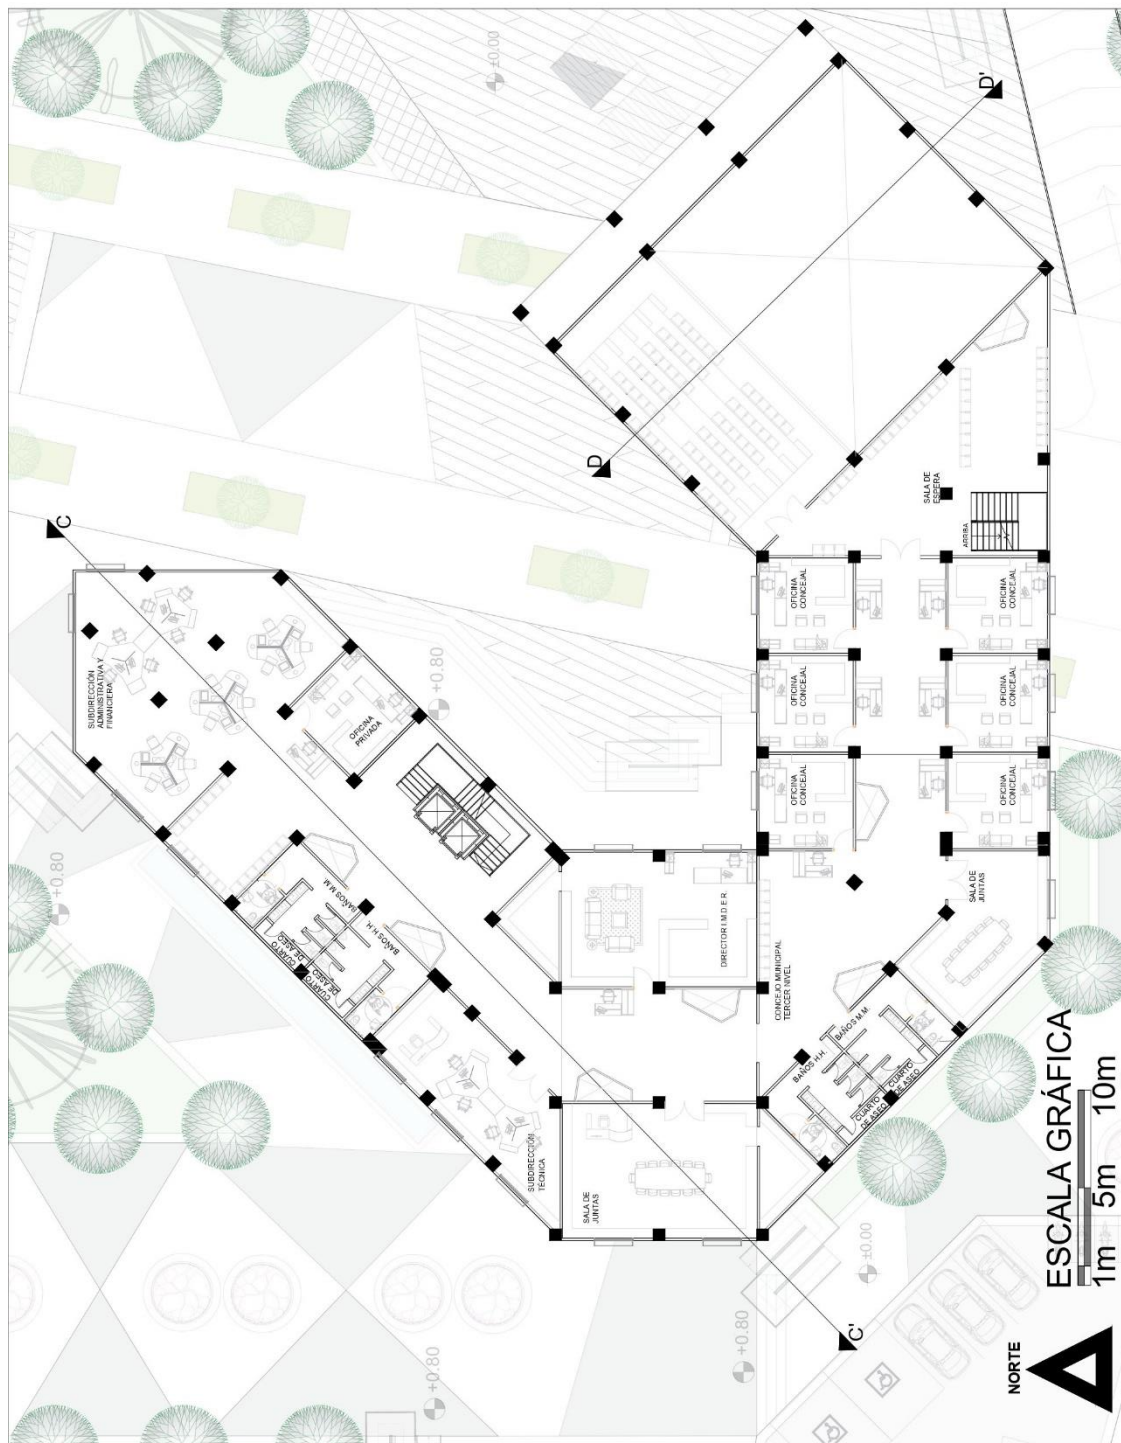 ±0.00
D'
C
SUBDIRECCIÓN
ADMINISTRATIVA Y
FINANCIERA
OFICINA
PRIVADA
+0.80
+0.80
BAÑOS M.M.
BAÑOS H.H.
CUARTO
DE ASEO
CUARTO
DE ASEO
SUBDIRECCIÓN
TÉCNICA
SALA DE
JUNTAS
DIRECTOR I.M.D.E.R.
D
SALA DE
ESPERA
ARRIBA
OFICINA
CONCEJAL
OFICINA
CONCEJAL
OFICINA
CONCEJAL
OFICINA
CONCEJAL
OFICINA
CONCEJAL
OFICINA
CONCEJAL
CONCEJO MUNICIPAL
TERCER NIVEL
SALA DE
JUNTAS
BAÑOS H.H.
BAÑOS M.M.
CUARTO
DE ASEO
CUARTO
DE ASEO
C'
+0.80
+0.80
±0.00
NORTE
ESCALA GRÁFICA
1m 5m 10m